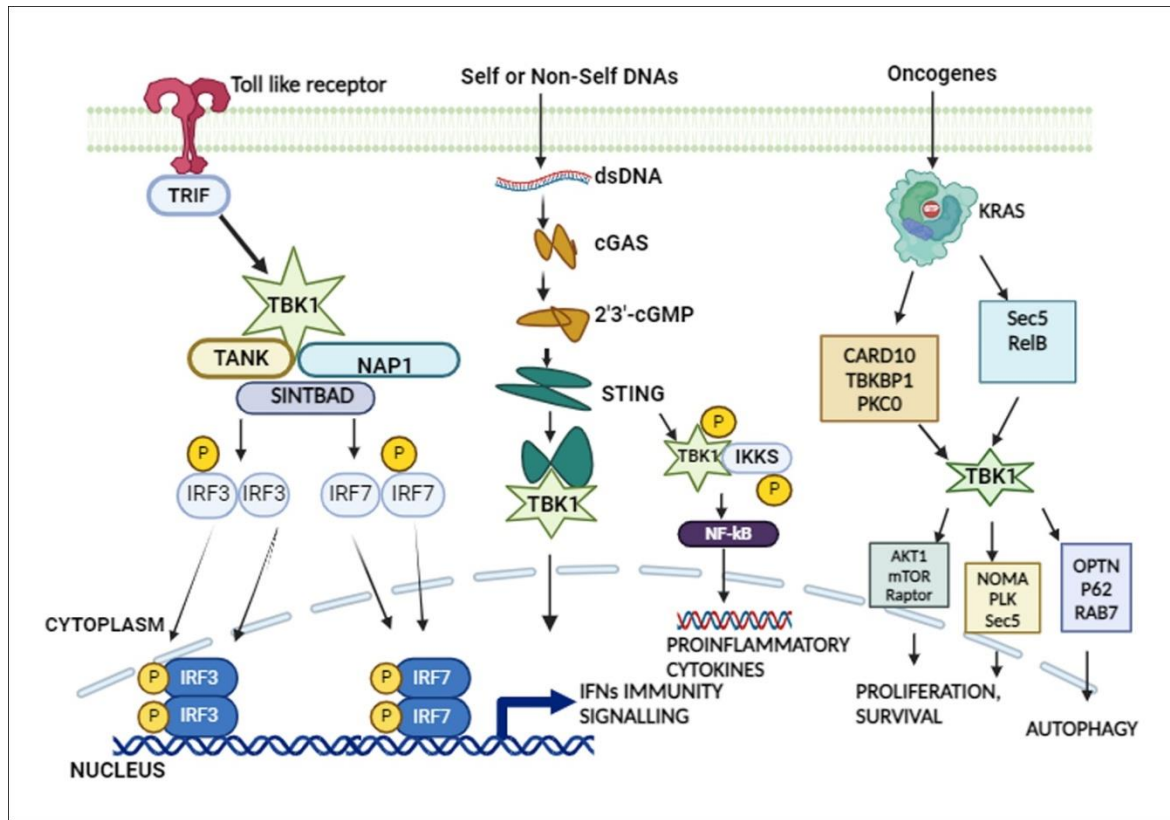 Toll like receptor
Self or Non-Self DNAs
Oncogenes
TRIF
dsDNA
KRAS
cGAS
TBK1
2'3'-cGMP
Sec5
RelB
TANK
NAP1
CARD10
TBKBP1
PKC0
SINTBAD
STING
P
P
P
TBK1
IKKS
P
IRF3
IRF3
IRF7
IRF7
TBK1
TBK1
NF-kB
AKT1
mTOR
Raptor
NOMA
PLK
Sec5
OPTN
P62
RAB7
CYTOPLASM
PROINFLAMMATORY
CYTOKINES
P
IRF3
P
IRF3
P
IRF7
P
IRF7
IFNs IMMUNITY
SIGNALLING
PROLIFERATION,
SURVIVAL
AUTOPHAGY
NUCLEUS